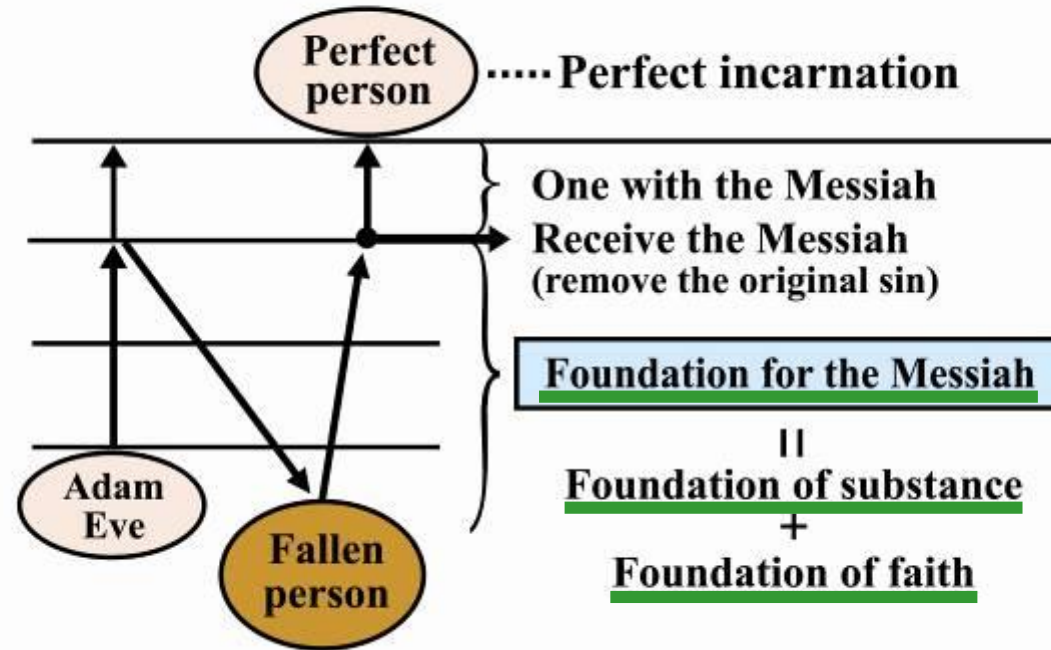 Perfect
person
Perfect incarnation
One with the Messiah
Receive the Messiah
(remove the original sin)
Foundation for the Messiah
=
Foundation of substance
+
Foundation of faith
Adam
Eve
Fallen
person